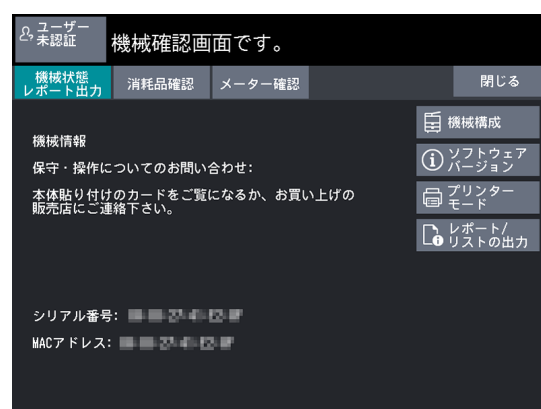 ユーザー
未認証
機械確認画面です。
機械状態
レポート出力
消耗品確認
メーター確認
閉じる
機械情報
保守・操作についてのお問い合わせ:
本体貼り付けのカードをご覧になるか、お買い上げの
販売店にご連絡下さい。
機械構成
ソフトウェア
バージョン
プリンター
モード
レポート/
リストの出力
シリアル番号:
MACアドレス: